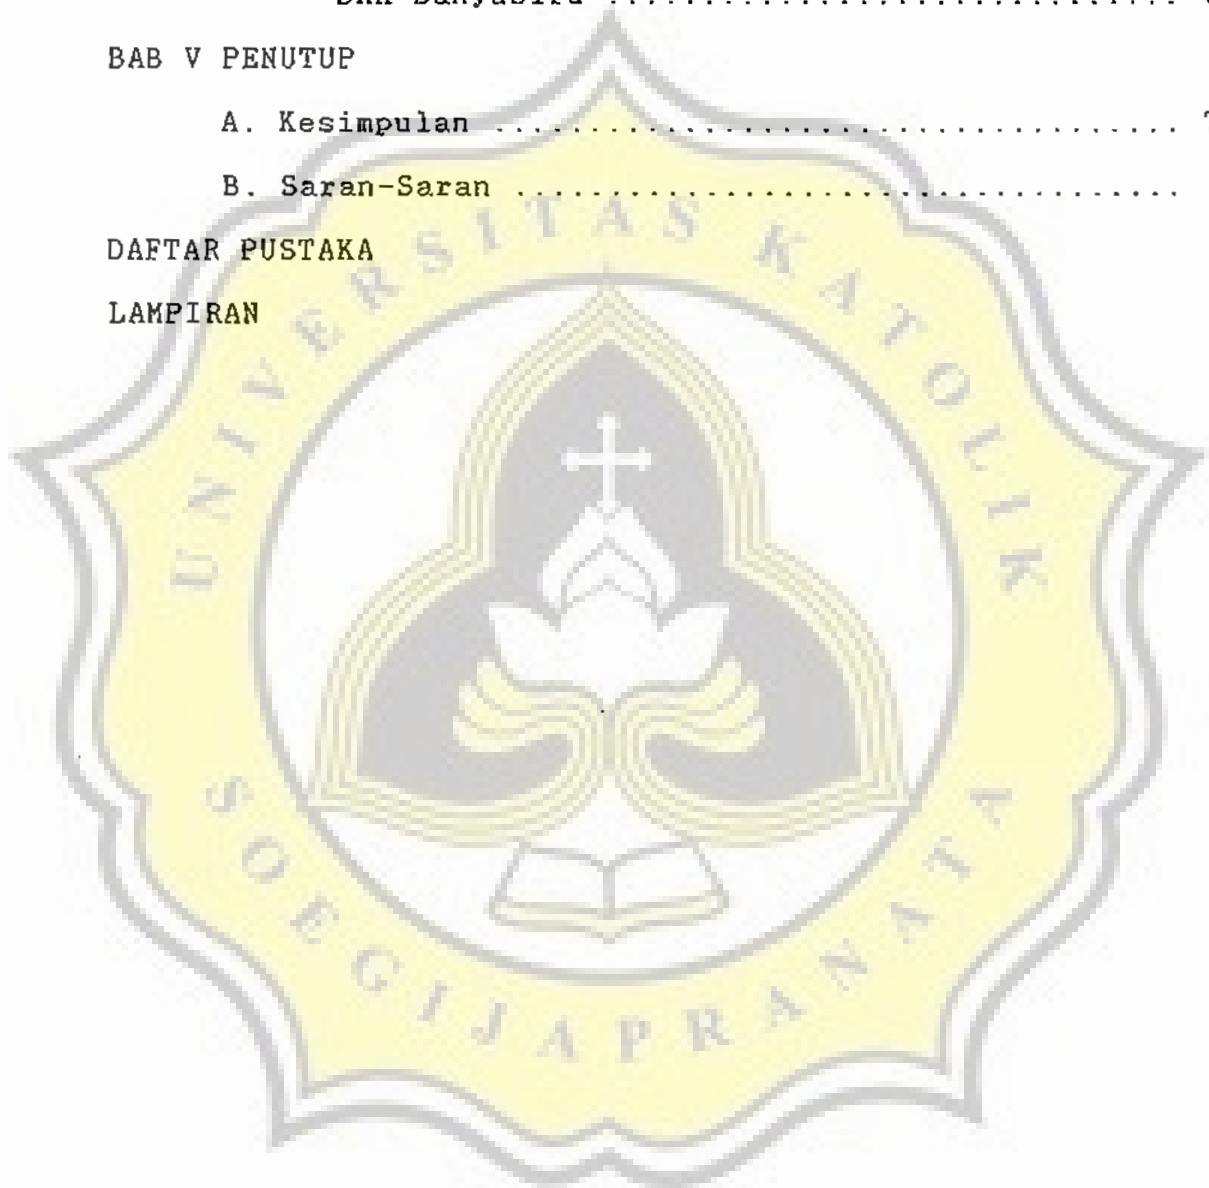 BAB V PENUTUP
A. Kesimpulan ....................................
B. Saran-Saran ...................................
DAFTAR PUSTAKA
LAMPIRAN
UNIVERSITAS KATOLIK
SOEGIJAPRANATA